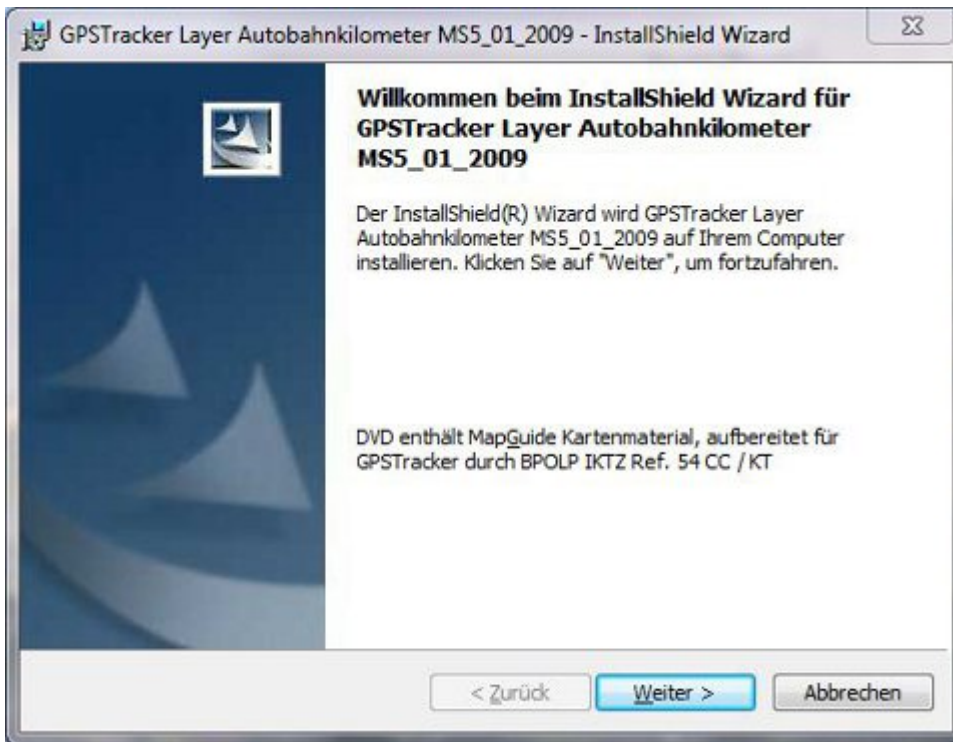 GPSTracker Layer Autobahnkilometer MS5_01_2009 - InstallShield Wizard
Willkommen beim InstallShield Wizard für
GPSTracker Layer Autobahnkilometer
MS5_01_2009
Der InstallShield(R) Wizard wird GPSTracker Layer
Autobahnkilometer MS5_01_2009 auf Ihrem Computer
installieren. Klicken Sie auf "Weiter", um fortzufahren.
DVD enthält MapGuide Kartenmaterial, aufbereitet für
GPSTracker durch BPOLP IKTZ Ref. 54 CC / KT
< Zurück
Weiter >
Abbrechen